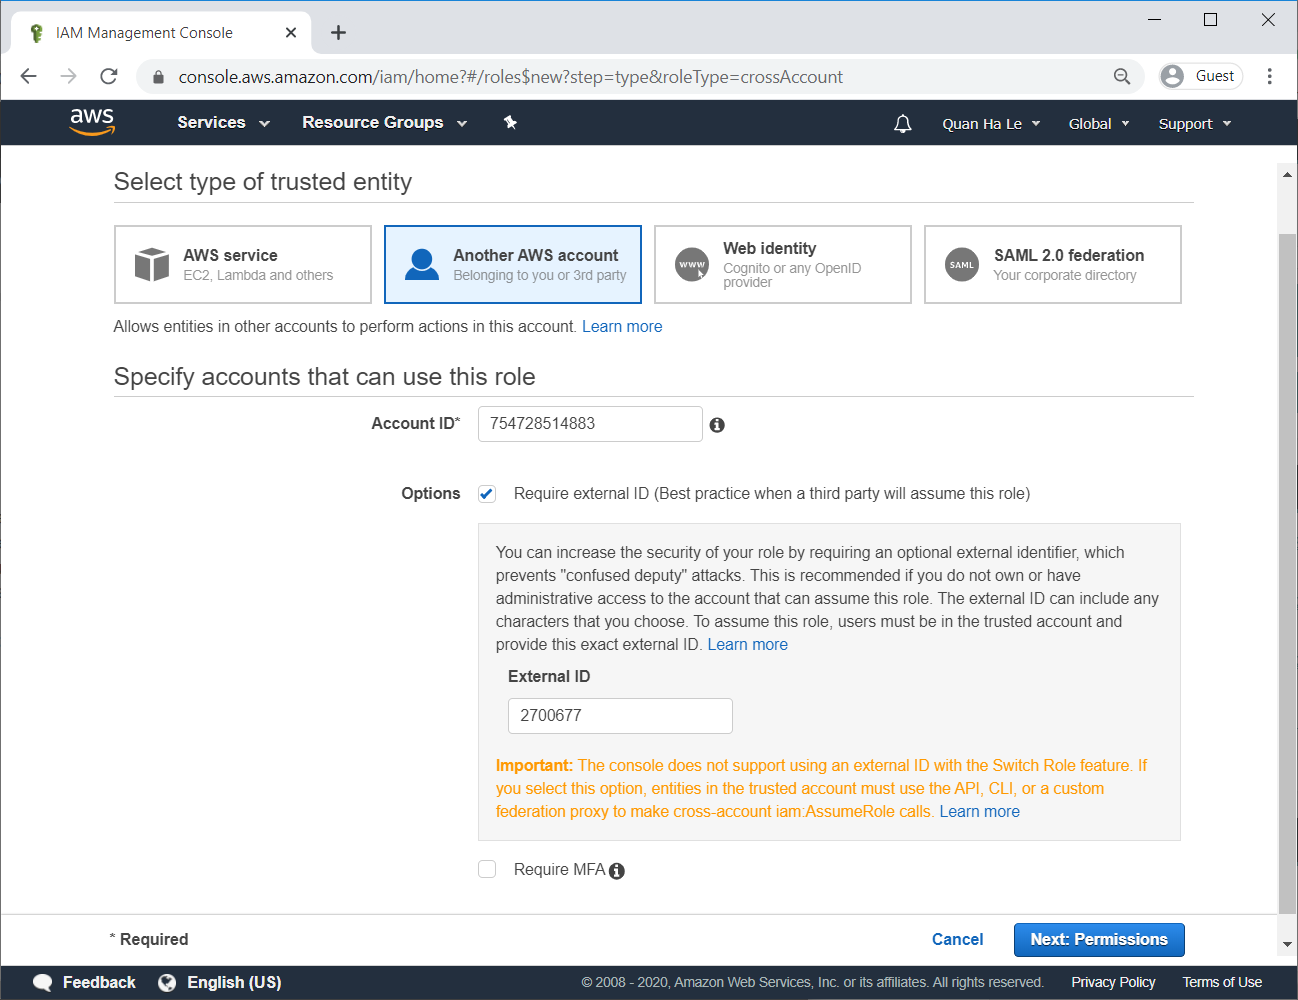 IAM Management Console
console.aws.amazon.com/iam/home?#/roles$new?step=type&roleType=crossAccount
Guest
aws
Services
Resource Groups
Quan Ha Le
Global
Support
Select type of trusted entity
AWS service
EC2, Lambda and others
Another AWS account
Belonging to you or 3rd party
www
Web identity
Cognito or any OpenID
provider
SAML
SAML 2.0 federation
Your corporate directory
Allows entities in other accounts to perform actions in this account. Learn more
Specify accounts that can use this role
Account ID*
754728514883
Options
Require external ID (Best practice when a third party will assume this role)
You can increase the security of your role by requiring an optional external identifier, which
prevents "confused deputy" attacks. This is recommended if you do not own or have
administrative access to the account that can assume this role. The external ID can include any
characters that you choose. To assume this role, users must be in the trusted account and
provide this exact external ID. Learn more
External ID
2700677
Important: The console does not support using an external ID with the Switch Role feature. If
you select this option, entities in the trusted account must use the API, CLI, or a custom
federation proxy to make cross-account iam:AssumeRole calls. Learn more
Require MFA
* Required
Cancel
Next: Permissions
Feedback
English (US)
© 2008 - 2020, Amazon Web Services, Inc. or its affiliates. All rights reserved.
Privacy Policy
Terms of Use